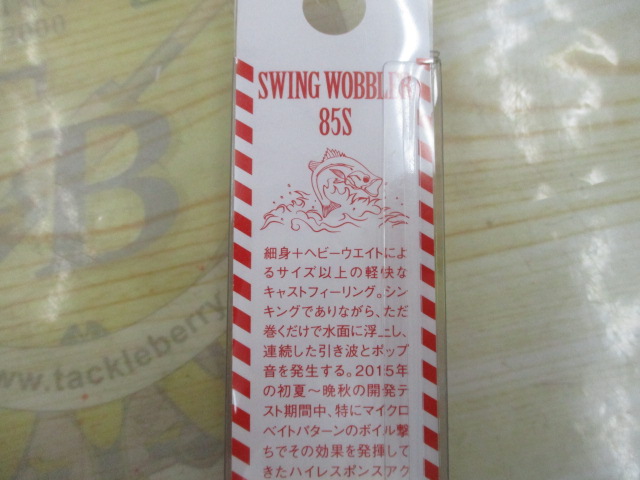 SWING WOBBLER
85S
細身＋ヘビーウエイトによ
るサイズ以上の軽快な
キャストフィーリング。シン
キングでありながら、ただ
巻くだけで水面に浮上し、
連続した引き波とポップ
音を発生する。2015年
の初夏～晩秋の開発テ
スト期間中、特にマイクロ
ベイトパターンのボイル撃
ちでその効果を発揮して
きたハイレスポンスアク
2000
B
www.tackleberry